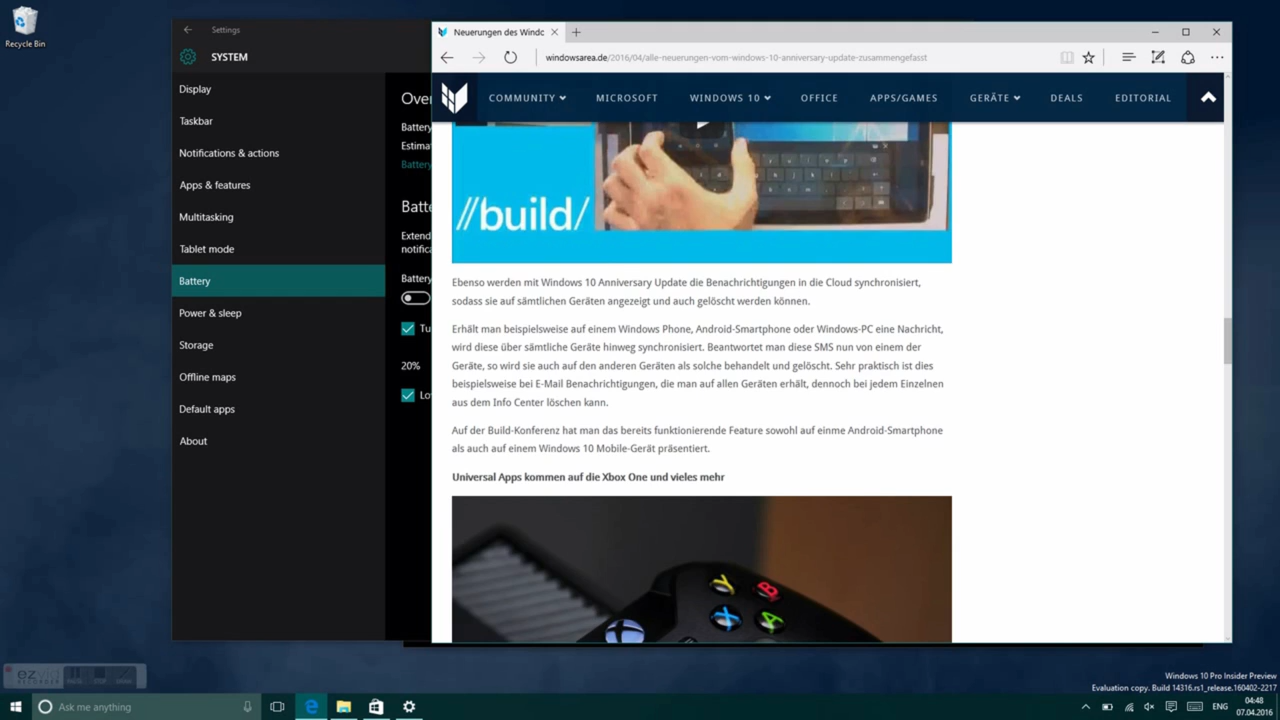 Recycle Bin
Settings
SYSTEM
Display
Taskbar
Notifications & actions
Apps & features
Multitasking
Tablet mode
Battery
Power & sleep
Storage
Offline maps
Default apps
About
Battery
Battery
20%
Neuerungen des Windc
windowsarea.de/2016/04/alle-neuerungen-vom-windows-10-anniversary-update-zusammengefasst
COMMUNITY MICROSOFT WINDOWS 10 OFFICE APPS/GAMES GERÄTE DEALS EDITORIAL
//build/
Ebenso werden mit Windows 10 Anniversary Update die Benachrichtigungen in die Cloud synchronisiert,
sodass sie auf sämtlichen Geräten angezeigt und auch gelöscht werden können.
Erhält man beispielsweise auf einem Windows Phone, Android-Smartphone oder Windows-PC eine Nachricht,
wird diese über sämtliche Geräte hinweg synchronisiert. Beantwortet man diese SMS nun von einem der
Geräte, so wird sie auch auf den anderen Geräten als solche behandelt und gelöscht. Sehr praktisch ist dies
beispielsweise bei E-Mail Benachrichtigungen, die man auf allen Geräten erhält, dennoch bei jedem Einzelnen
aus dem Info Center löschen kann.
Auf der Build-Konferenz hat man das bereits funktionierende Feature sowohl auf einme Android-Smartphone
als auch auf einem Windows 10 Mobile-Gerät präsentiert.
Universal Apps kommen auf die Xbox One und vieles mehr
Y
B
X
A
ezvid
RECORDER
Windows 10 Pro Insider Preview
Evaluation copy. Build 14316.rs1_release.160402-2217
Ask me anything
ENG
04:48
07.04.2016